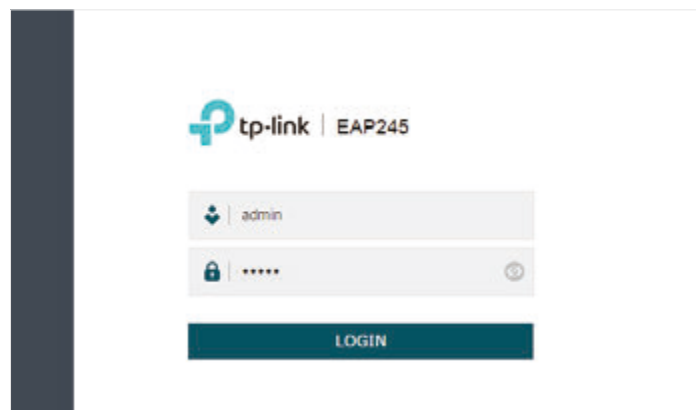 tp-link | EAP245
admin
•••••
LOGIN